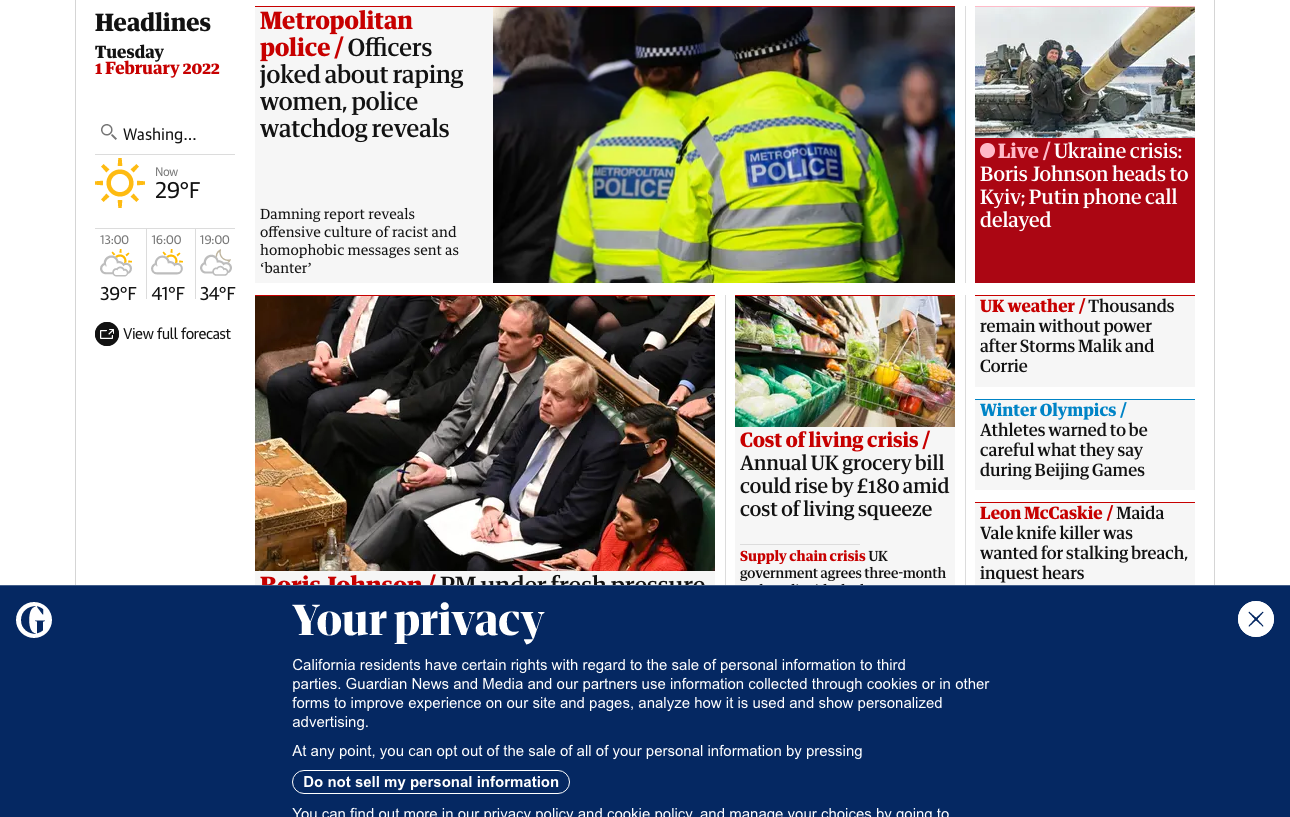 Headlines
Tuesday
1 February 2022
Washing...
Now
29°F
13:00
39°F
16:00
41°F
19:00
34°F
View full forecast
Metropolitan
police / Officers
joked about raping
women, police
watchdog reveals
Damning report reveals
offensive culture of racist and
homophobic messages sent as
‘banter’
METROPOLITAN
POLICE
METROPOLITAN
POLICE
Live / Ukraine crisis:
Boris Johnson heads to
Kyiv; Putin phone call
delayed
Boris Johnson / PM under fresh pressure
Cost of living crisis /
Annual UK grocery bill
could rise by £180 amid
cost of living squeeze
Supply chain crisis UK
government agrees three-month
UK weather / Thousands
remain without power
after Storms Malik and
Corrie
Winter Olympics /
Athletes warned to be
careful what they say
during Beijing Games
Leon McCaskie / Maida
Vale knife killer was
wanted for stalking breach,
inquest hears
G
Your privacy
California residents have certain rights with regard to the sale of personal information to third
parties. Guardian News and Media and our partners use information collected through cookies or in other
forms to improve experience on our site and pages, analyze how it is used and show personalized
advertising.
At any point, you can opt out of the sale of all of your personal information by pressing
Do not sell my personal information
You can find out more in our privacy policy and cookie policy, and manage your choices by going to